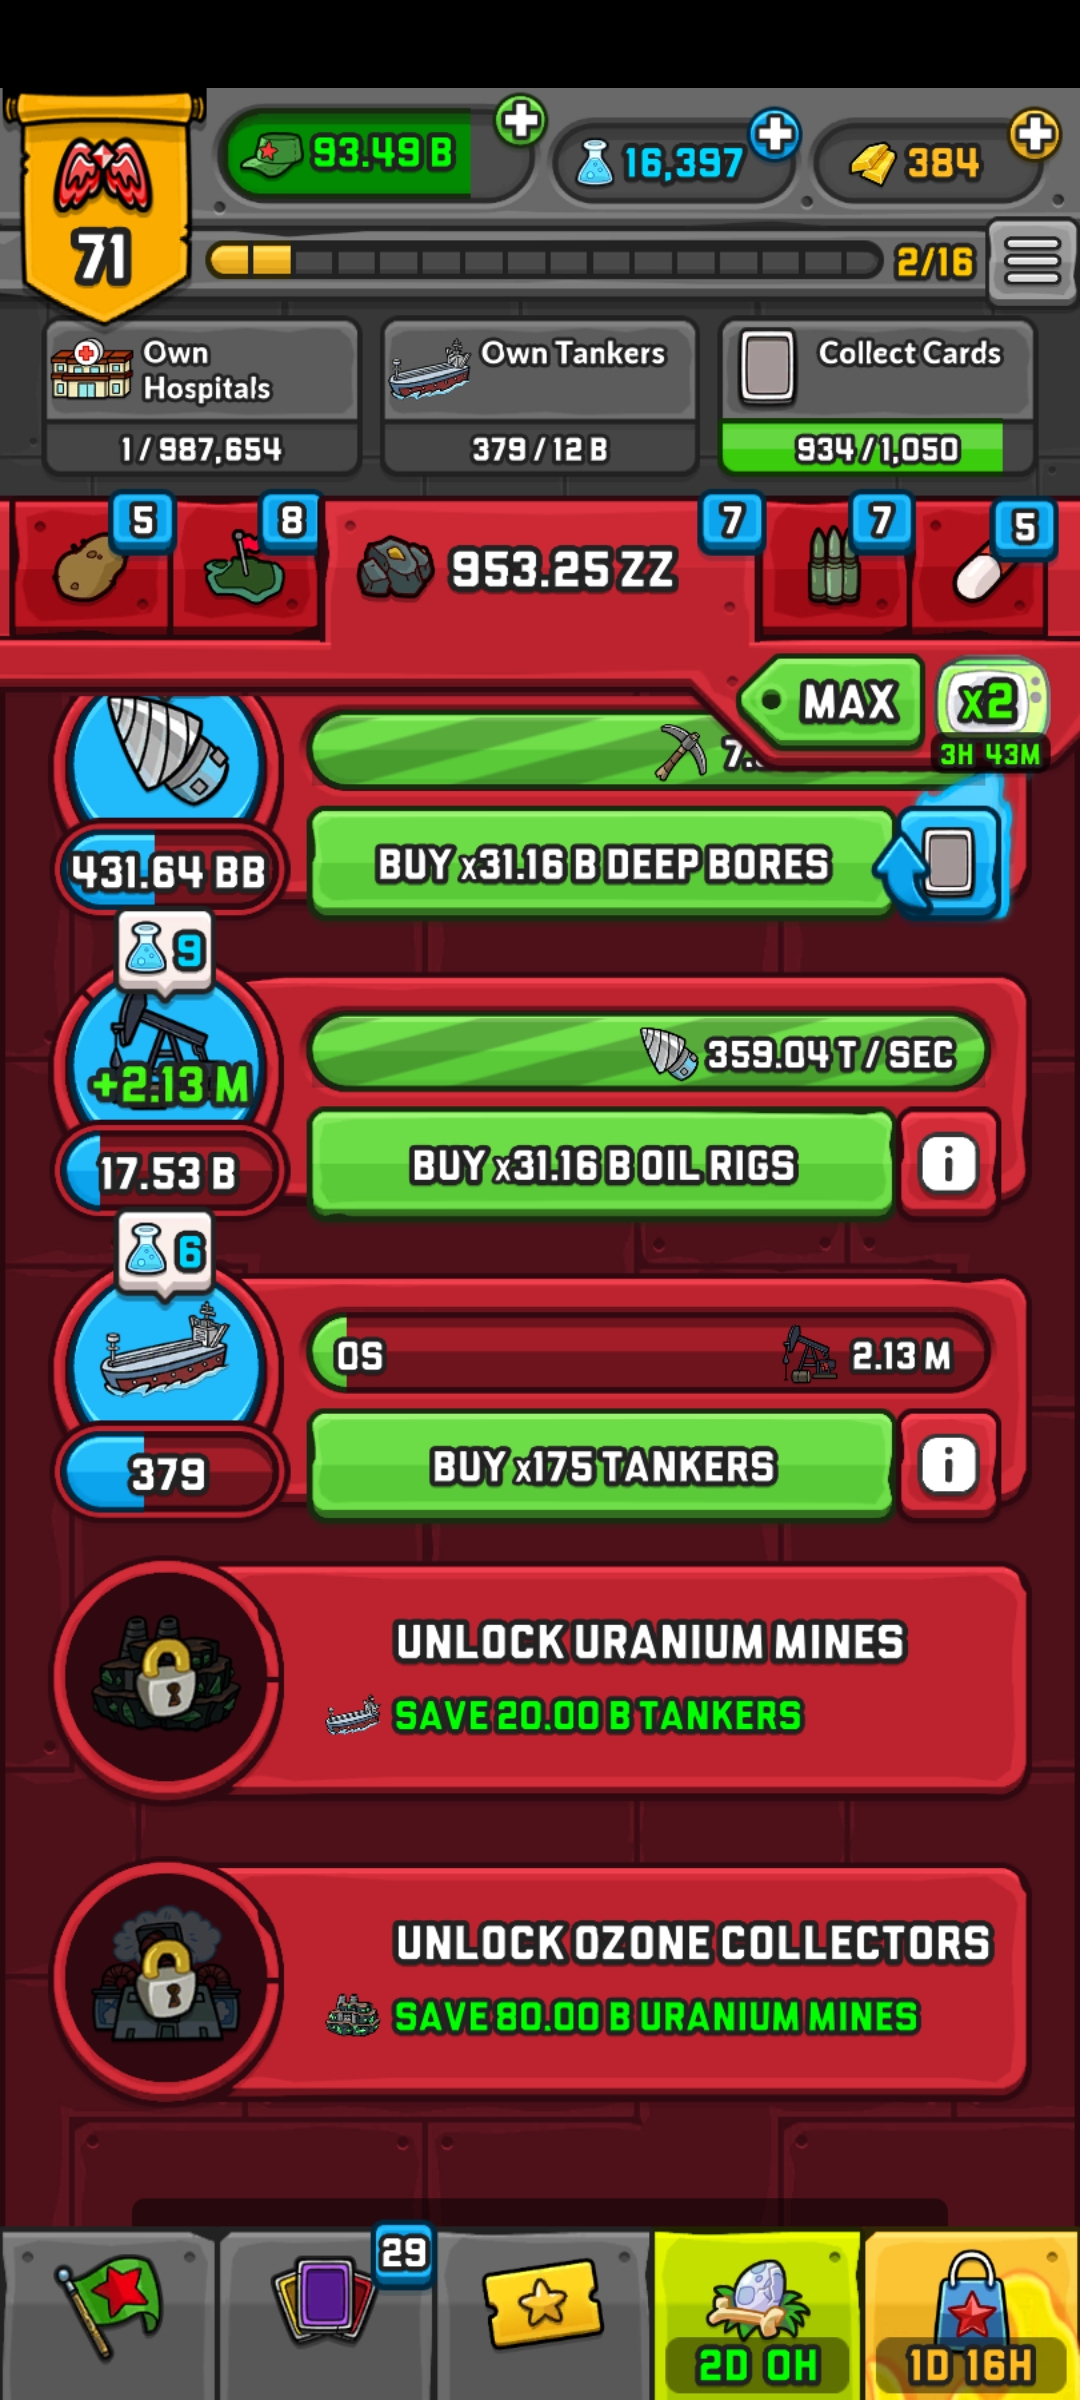 93.49 B
16,397
384
71
2/16
Own Hospitals
1/987,654
Own Tankers
379/12 B
Collect Cards
934/1,050
5
8
953.25 ZZ
7
7
5
MAX
x2
3H 43M
7.
431.64 BB
BUY x31.16 B DEEP BORES
9
+2.13 M
359.04 T/SEC
17.53 B
BUY x31.16 B OIL RIGS
i
6
0S
2.13 M
379
BUY x175 TANKERS
i
UNLOCK URANIUM MINES
SAVE 20.00 B TANKERS
UNLOCK OZONE COLLECTORS
SAVE 80.00 B URANIUM MINES
29
2D 0H
1D 16H